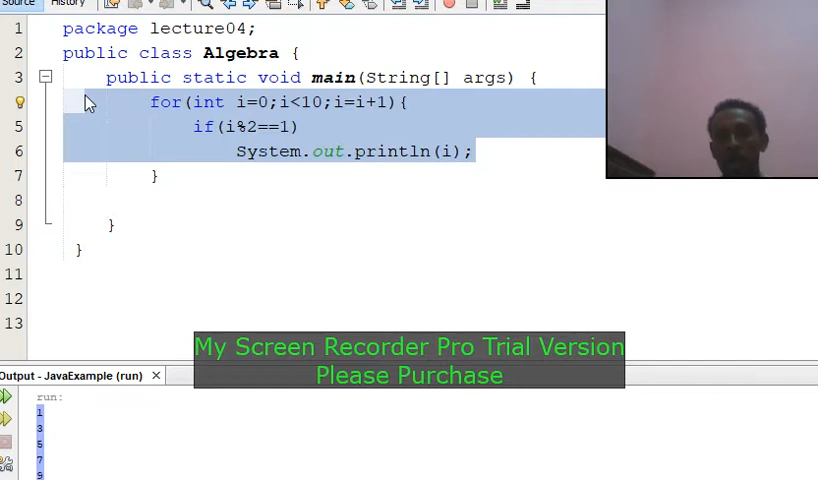 Source History
1 package lecture04;
2 public class Algebra {
3 public static void main(String[] args) {
for(int i=0;i<10;i=i+1){
5 if(i%2==1)
6 System.out.println(i);
7 }
8
9 }
10 }
11
12
13
My Screen Recorder Pro Trial Version
Please Purchase
Output - JavaExample (run) ×
run:
1
3
5
7
9